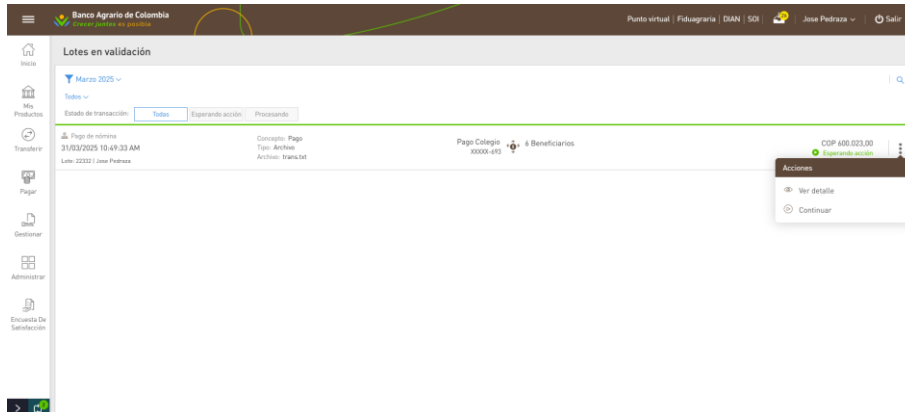 Banco Agrario de Colombia
Crecer juntos es posible
Punto virtual | Fiduagraria | DIAN | SOI | Jose Pedraza | Salir
Inicio
Mis
Productos
Transferir
Pagar
Gestionar
Administrar
Encuesta De
Satisfacción
Lotes en validación
Marzo 2025
Todos
Estado de transacción: Todas Esperando acción Procesando
Pago de nómina
31/03/2025 10:49:33 AM
Lote: 22332 | Jose Pedraza
Concepto: Pago
Tipo: Archivo
Archivo: trans.txt
Pago Colegio
XXXXX-693
6 Beneficiarios
COP 600.023,00
Esperando acción
Acciones
Ver detalle
Continuar